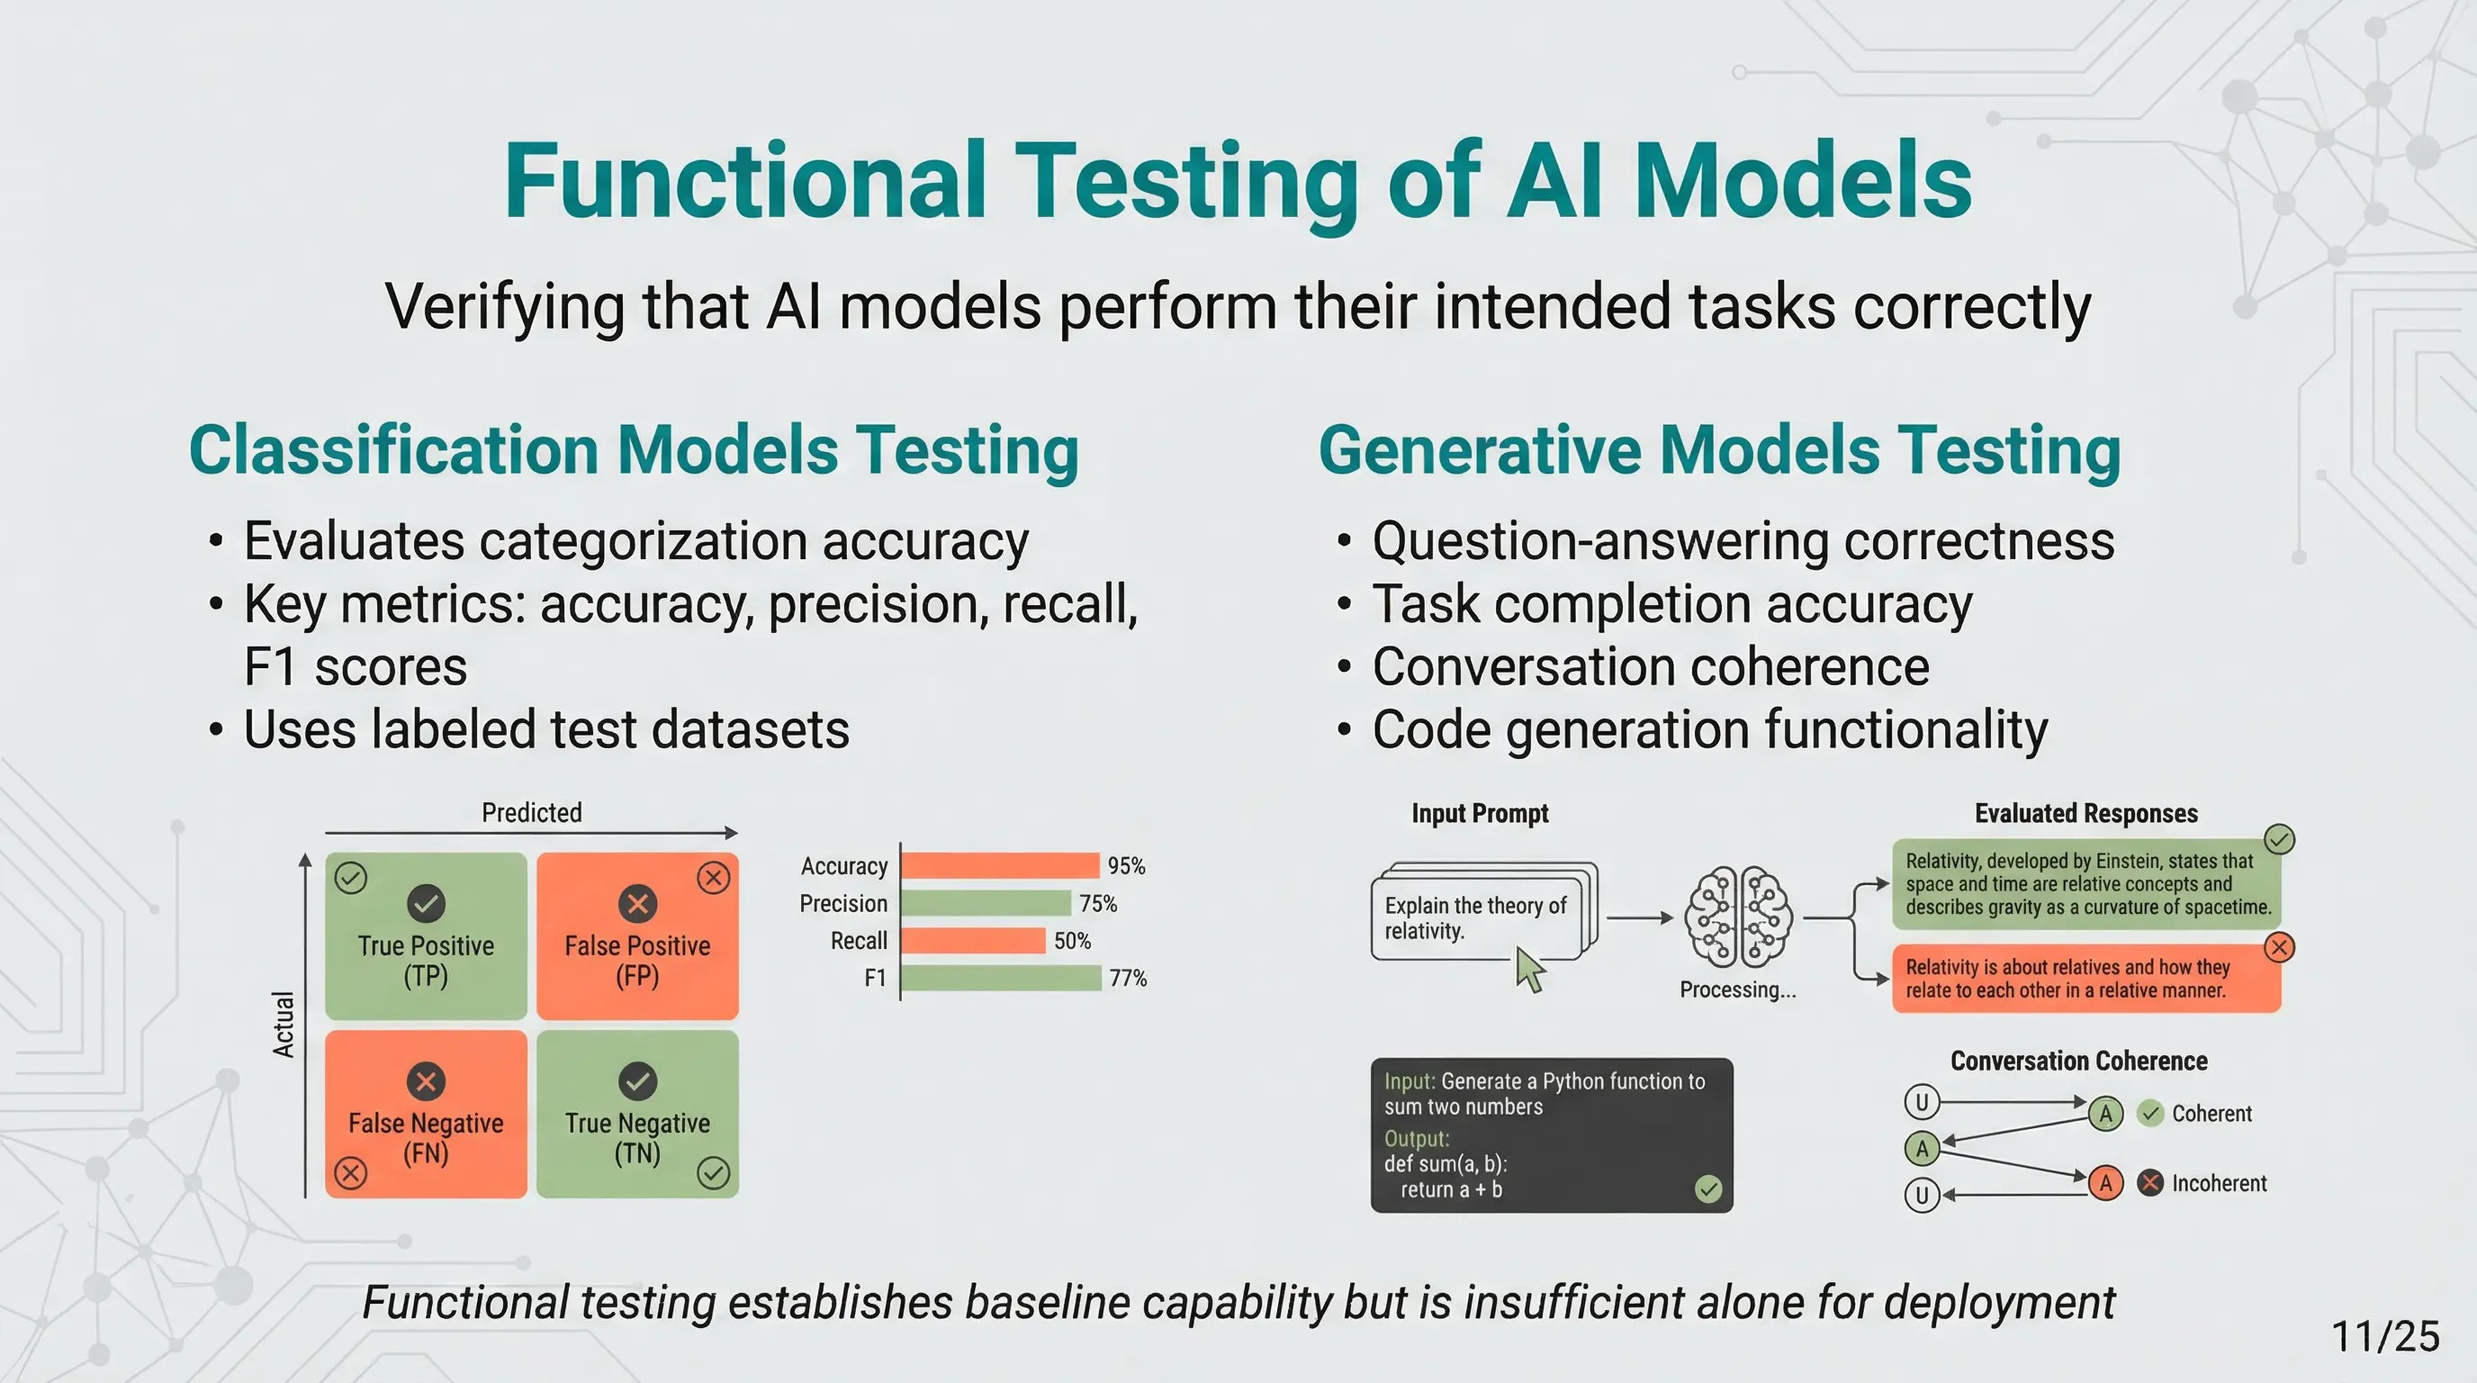 Functional Testing of AI Models
Verifying that AI models perform their intended tasks correctly
Classification Models Testing
• Evaluates categorization accuracy
• Key metrics: accuracy, precision, recall,
F1 scores
• Uses labeled test datasets
Predicted
Actual
True Positive
(TP)
False Positive
(FP)
False Negative
(FN)
True Negative
(TN)
Accuracy 95%
Precision 75%
Recall 50%
F1 77%
Generative Models Testing
• Question-answering correctness
• Task completion accuracy
• Conversation coherence
• Code generation functionality
Input Prompt
Explain the theory of
relativity.
Processing...
Evaluated Responses
Relativity, developed by Einstein, states that
space and time are relative concepts and
describes gravity as a curvature of spacetime.
Relativity is about relatives and how they
relate to each other in a relative manner.
Input: Generate a Python function to
sum two numbers
Output:
def sum(a, b):
return a + b
Conversation Coherence
U
A Coherent
A
A Incoherent
U
Functional testing establishes baseline capability but is insufficient alone for deployment
11/25